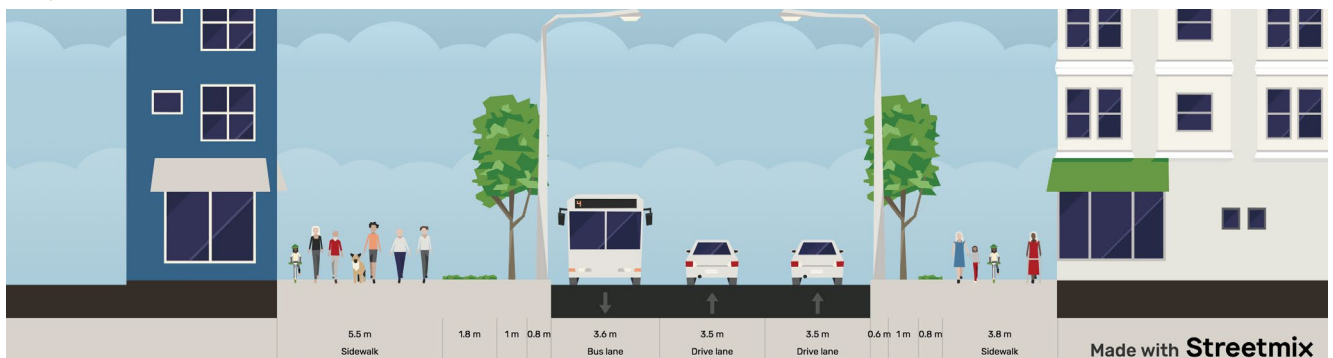 4
5.5 m
Sidewalk
1.8 m
1 m
0.8 m
3.6 m
Bus lane
3.5 m
Drive lane
3.5 m
Drive lane
0.6 m
1 m
0.8 m
3.8 m
Sidewalk
Made with Streetmix